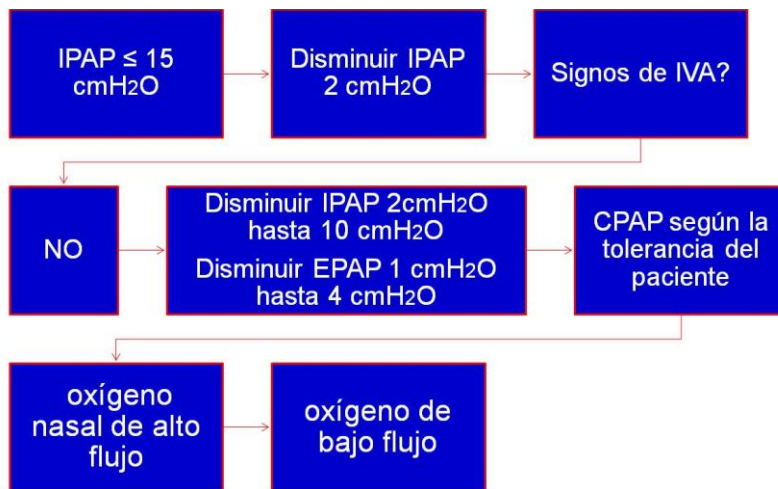 IPAP ≤ 15
cmH2O
Disminuir IPAP
2 cmH2O
Signos de IVA?
NO
Disminuir IPAP 2cmH2O
hasta 10 cmH2O
Disminuir EPAP 1 cmH2O
hasta 4 cmH2O
CPAP según la
tolerancia del
paciente
oxígeno
nasal de alto
flujo
oxígeno de
bajo flujo